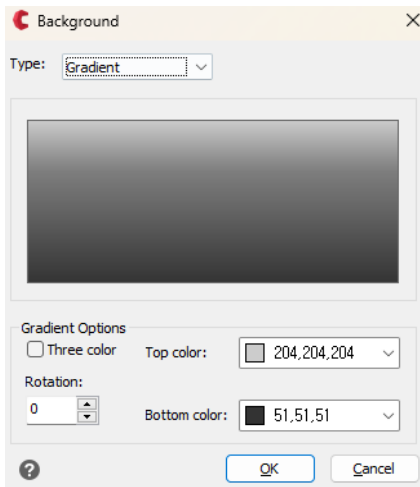 Background
Type: Gradient
Gradient Options
Three color Top color: 204,204,204
Rotation:
0
Bottom color: 51,51,51
? OK Cancel